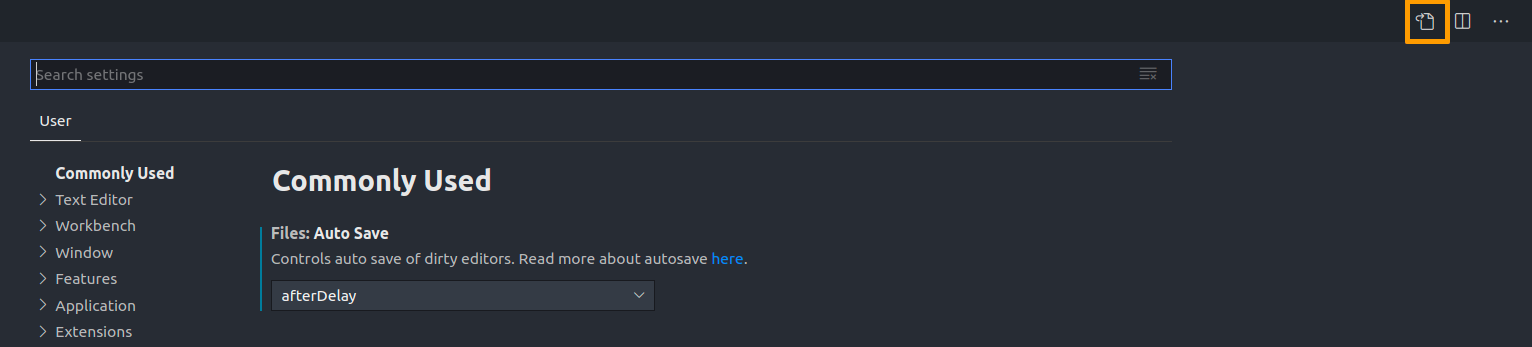 Search settings
User
Commonly Used
Text Editor
Workbench
Window
Features
Application
Extensions
Commonly Used
Files: Auto Save
Controls auto save of dirty editors. Read more about autosave here.
afterDelay